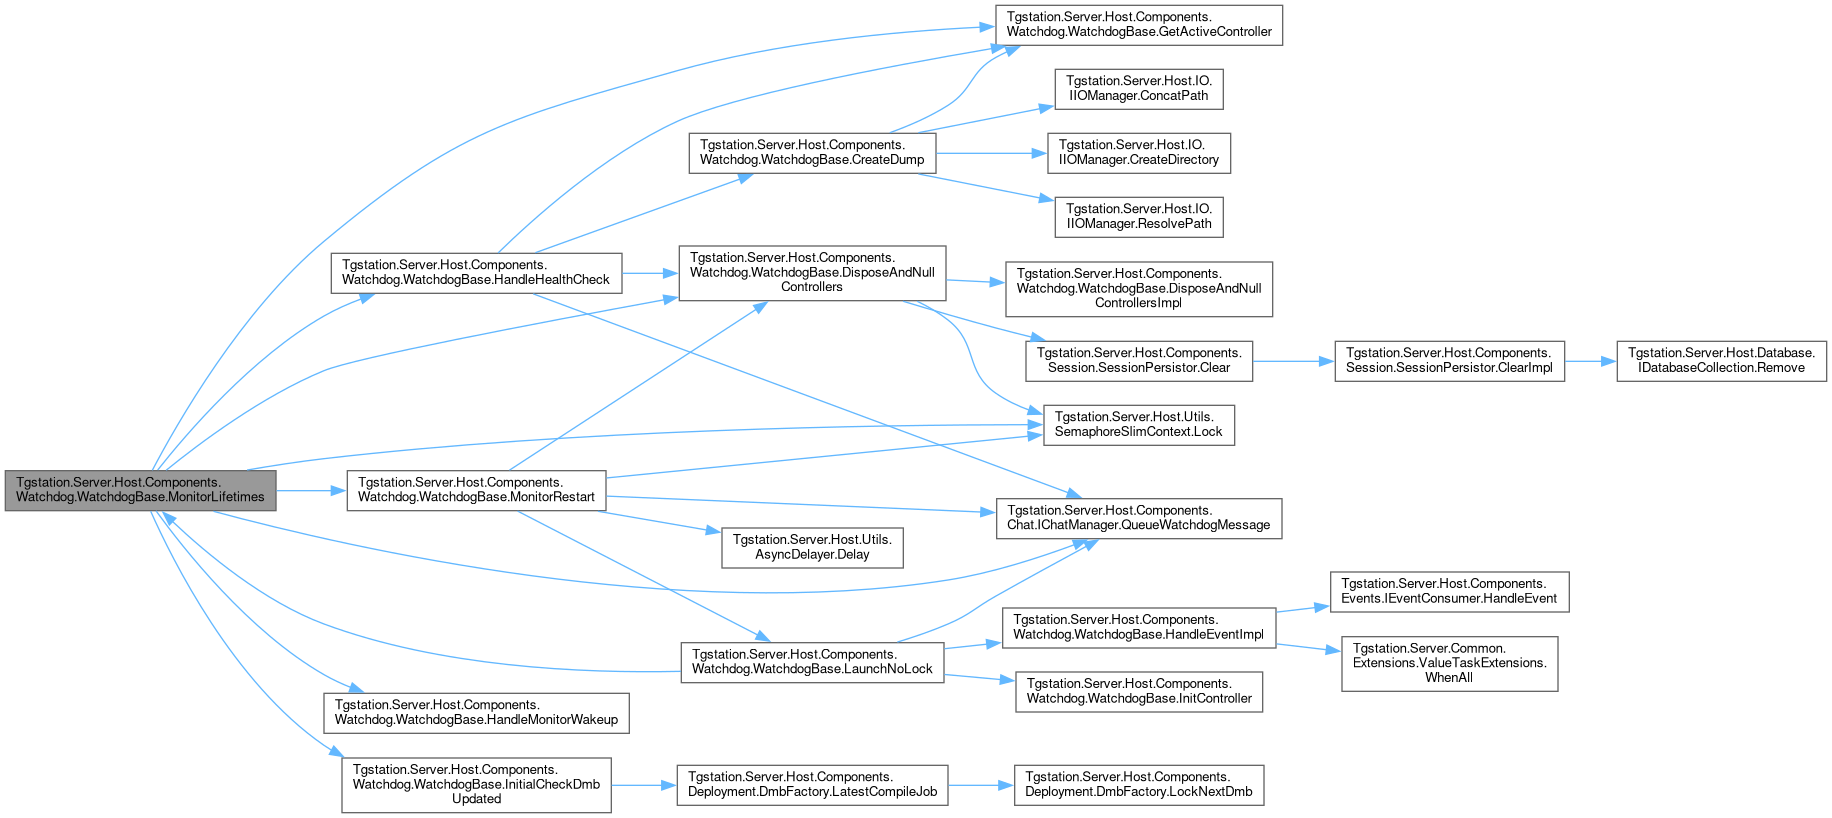 Tgstation.Server.Host.Components.
Watchdog.WatchdogBase.MonitorLifetimes
Tgstation.Server.Host.Components.
Watchdog.WatchdogBase.GetActiveController
Tgstation.Server.Host.IO.
IIOManager.ConcatPath
Tgstation.Server.Host.Components.
Watchdog.WatchdogBase.CreateDump
Tgstation.Server.Host.IO.
IIOManager.CreateDirectory
Tgstation.Server.Host.IO.
IIOManager.ResolvePath
Tgstation.Server.Host.Components.
Watchdog.WatchdogBase.HandleHealthCheck
Tgstation.Server.Host.Components.
Watchdog.WatchdogBase.DisposeAndNull
Controllers
Tgstation.Server.Host.Components.
Watchdog.WatchdogBase.DisposeAndNull
ControllersImpl
Tgstation.Server.Host.Components.
Session.SessionPersistor.Clear
Tgstation.Server.Host.Components.
Session.SessionPersistor.ClearImpl
Tgstation.Server.Host.Database.
IDatabaseCollection.Remove
Tgstation.Server.Host.Utils.
SemaphoreSlimContext.Lock
Tgstation.Server.Host.Components.
Watchdog.WatchdogBase.MonitorRestart
Tgstation.Server.Host.Components.
Chat.IChatManager.QueueWatchdogMessage
Tgstation.Server.Host.Utils.
AsyncDelayer.Delay
Tgstation.Server.Host.Components.
Watchdog.WatchdogBase.LaunchNoLock
Tgstation.Server.Host.Components.
Watchdog.WatchdogBase.HandleEventImpl
Tgstation.Server.Host.Components.
Events.IEventConsumer.HandleEvent
Tgstation.Server.Common.
Extensions.ValueTaskExtensions.
WhenAll
Tgstation.Server.Host.Components.
Watchdog.WatchdogBase.InitController
Tgstation.Server.Host.Components.
Watchdog.WatchdogBase.HandleMonitorWakeup
Tgstation.Server.Host.Components.
Watchdog.WatchdogBase.InitialCheckDmb
Updated
Tgstation.Server.Host.Components.
Deployment.DmbFactory.LatestCompileJob
Tgstation.Server.Host.Components.
Deployment.DmbFactory.LockNextDmb